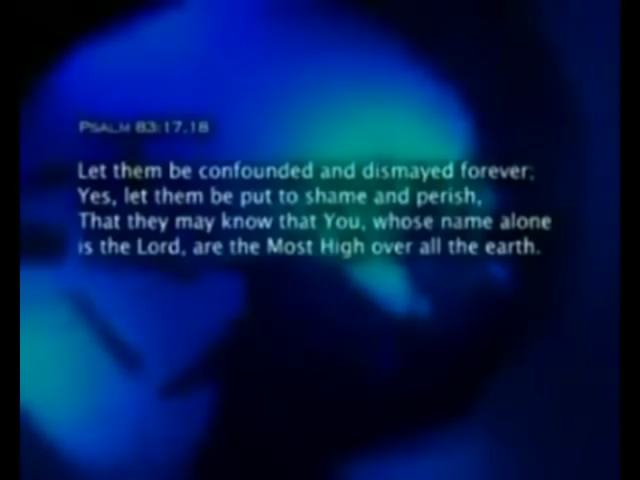 Psalm 83:17,18
Let them be confounded and dismayed forever;
Yes, let them be put to shame and perish,
That they may know that You, whose name alone
is the Lord, are the Most High over all the earth.